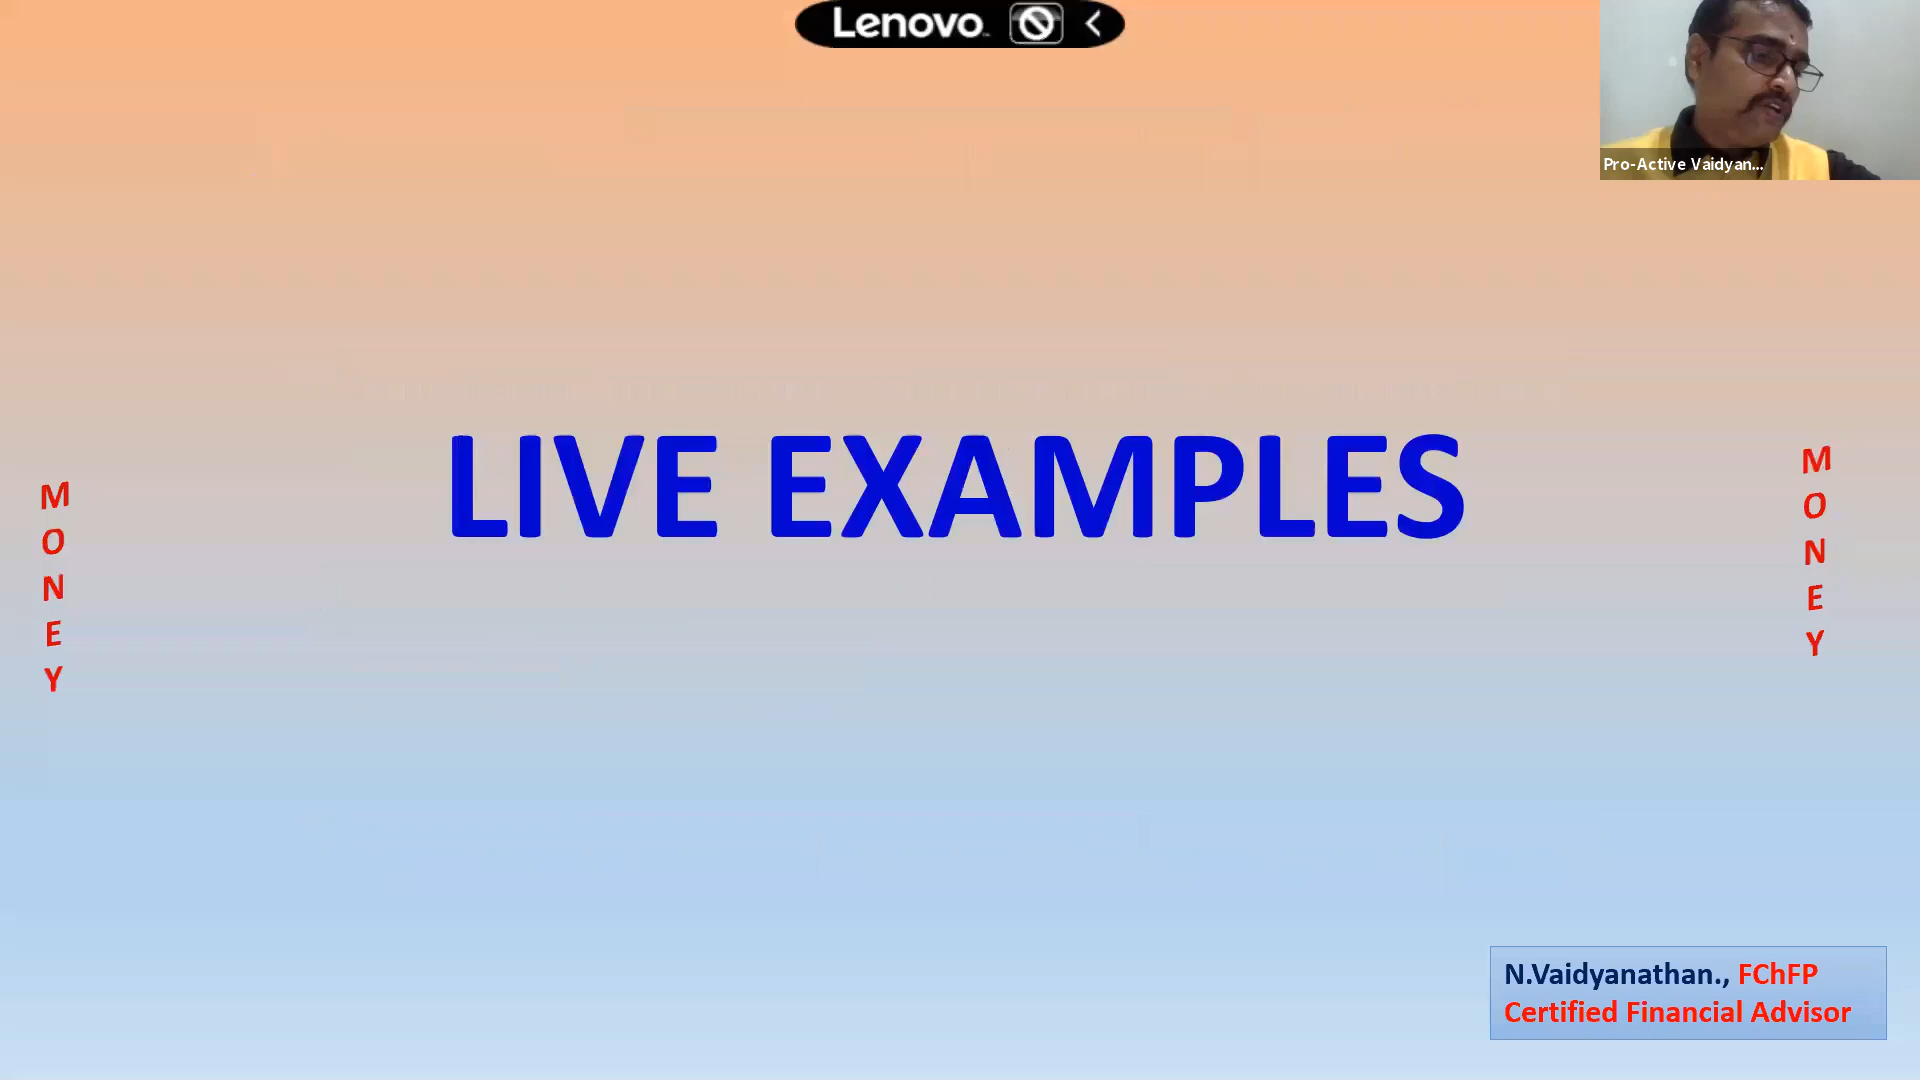 Lenovo
Pro-Active Vaidyan...
LIVE EXAMPLES
M
O
N
E
Y
M
O
N
E
Y
N.Vaidyanathan., FChFP
Certified Financial Advisor